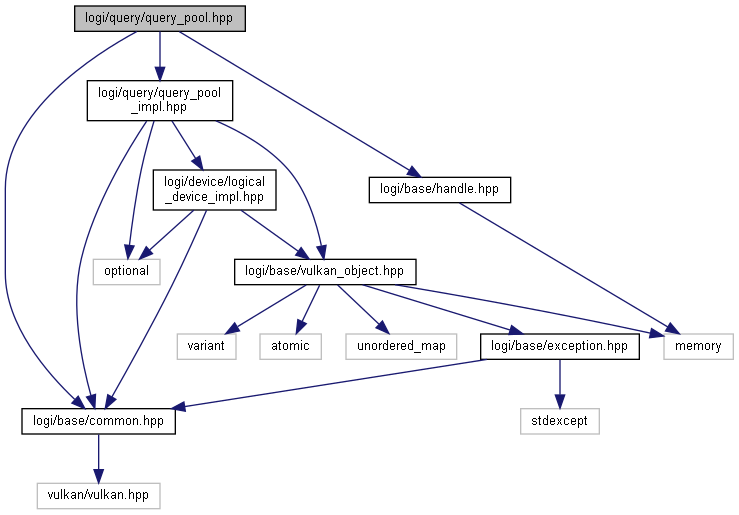 logi/query/query_pool.hpp
logi/query/query_pool
_impl.hpp
logi/device/logical
_device_impl.hpp
logi/base/handle.hpp
optional
logi/base/vulkan_object.hpp
variant
atomic
unordered_map
logi/base/exception.hpp
memory
logi/base/common.hpp
stdexcept
vulkan/vulkan.hpp